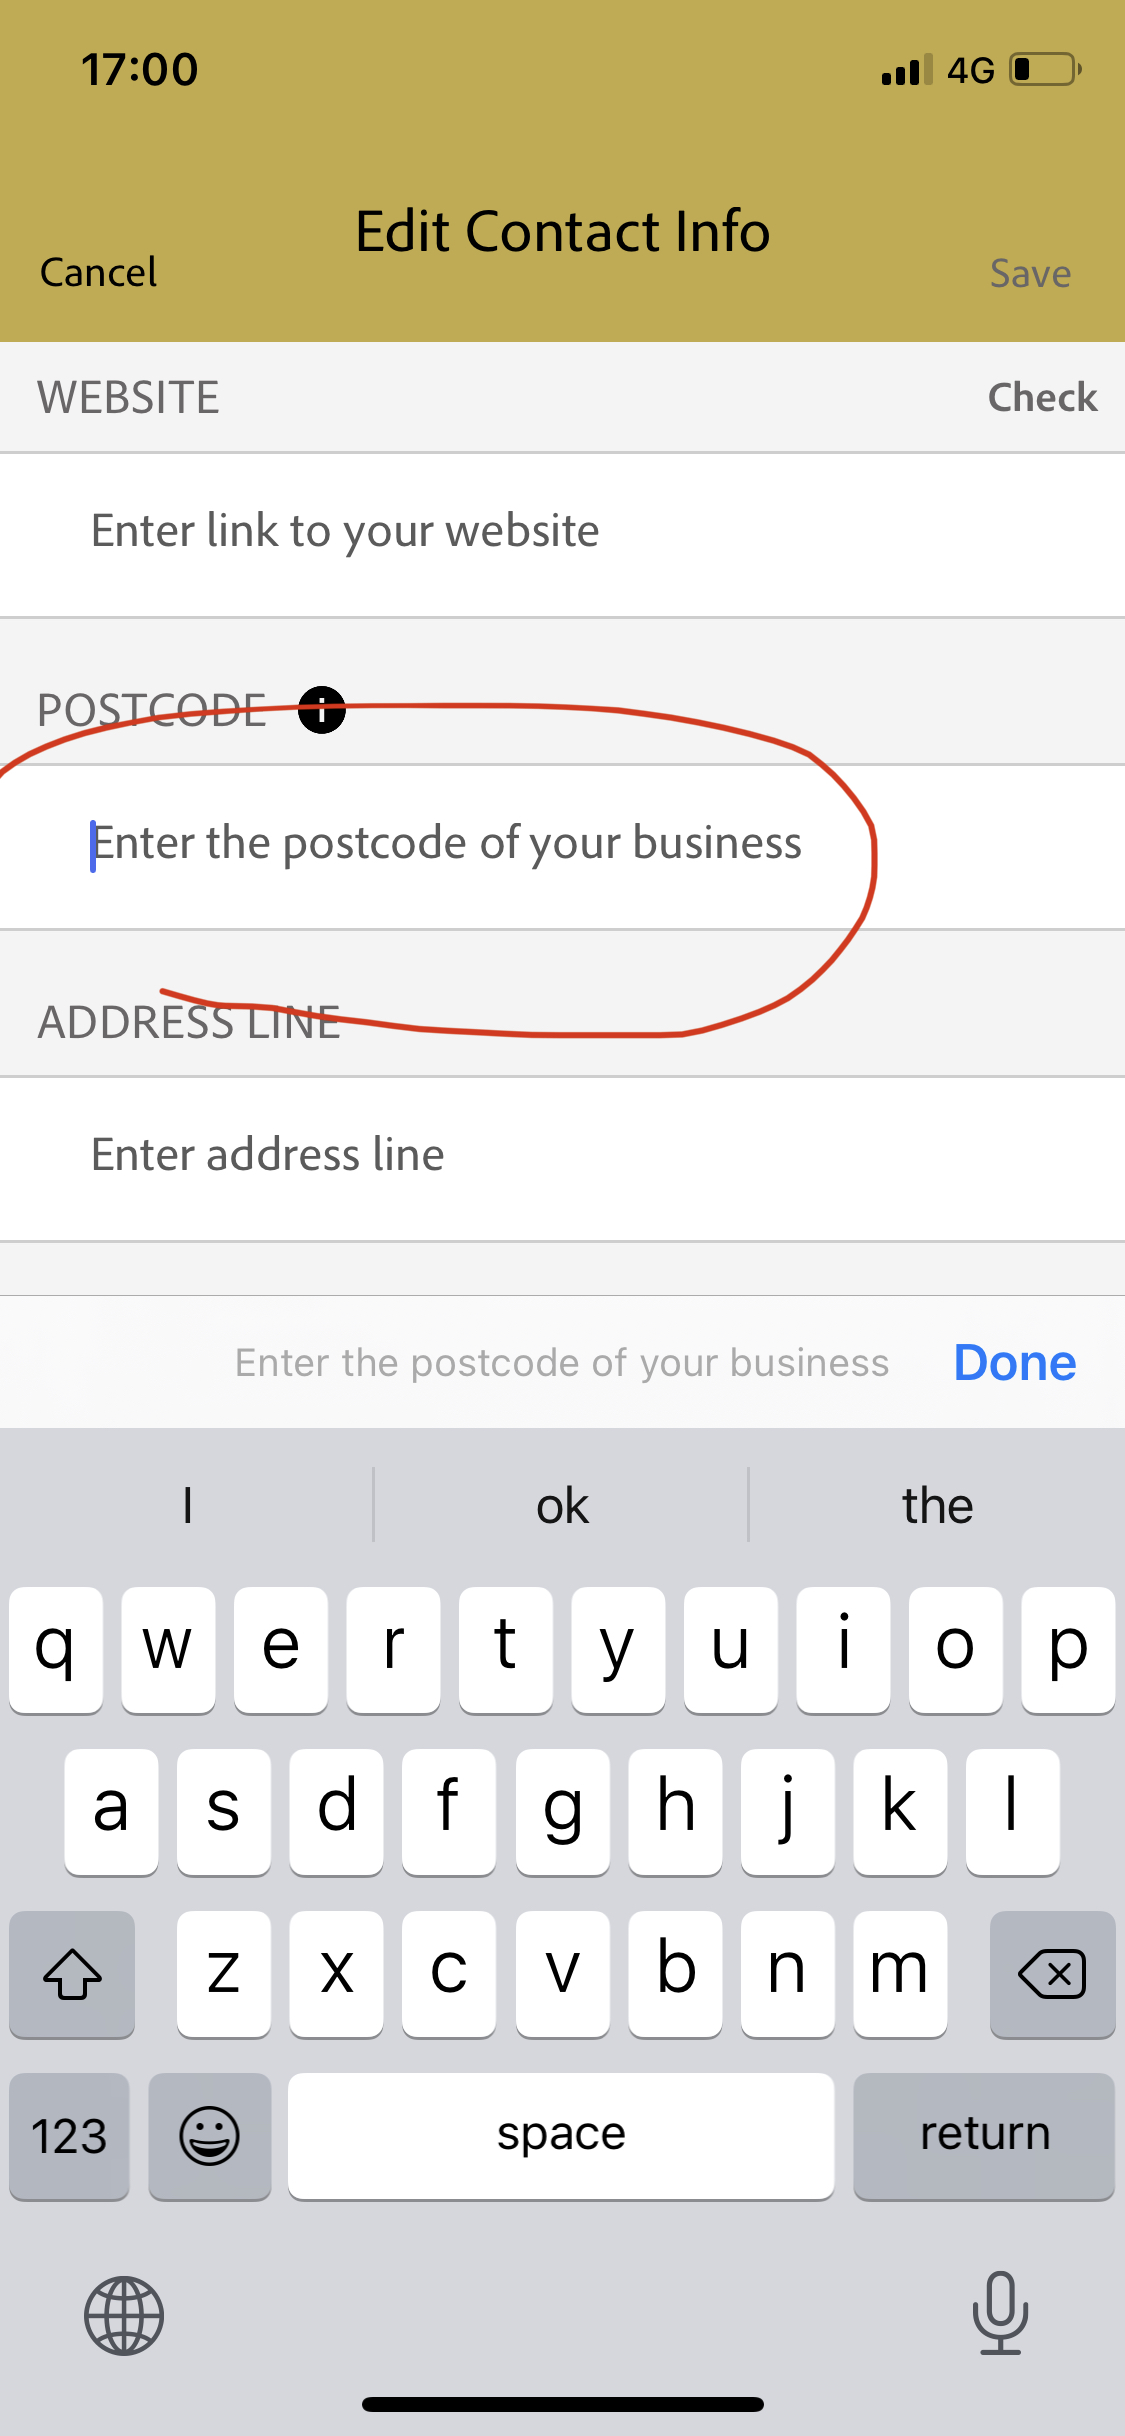 17:00 4G
Edit Contact Info
Cancel Save
WEBSITE Check
Enter link to your website
POSTCODE i
Enter the postcode of your business
ADDRESS LINE
Enter address line
Enter the postcode of your business Done
I ok the
q w e r t y u i o p
a s d f g h j k l
z x c v b n m
123 space return